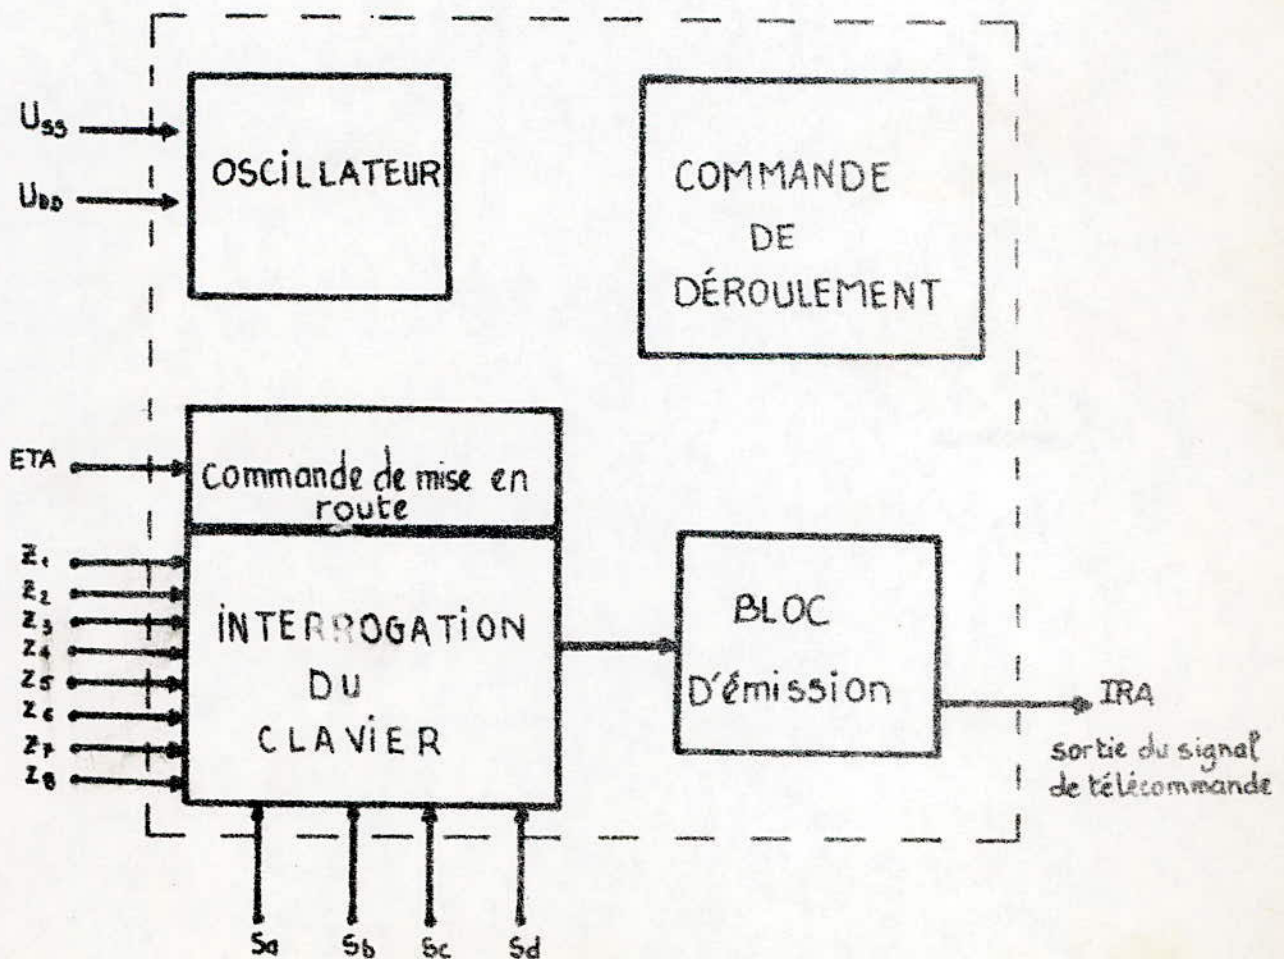 Uss
UDD
OSCILLATEUR
COMMANDE
DE
DÉROULEMENT
ETA
Commande de mise en
route
Z1
Z2
Z3
Z4
Z5
Z6
Z7
Z8
INTERROGATION
DU
CLAVIER
BLOC
D'émission
IRA
sortie du signal
de télécommande
Sa Sb Sc Sd